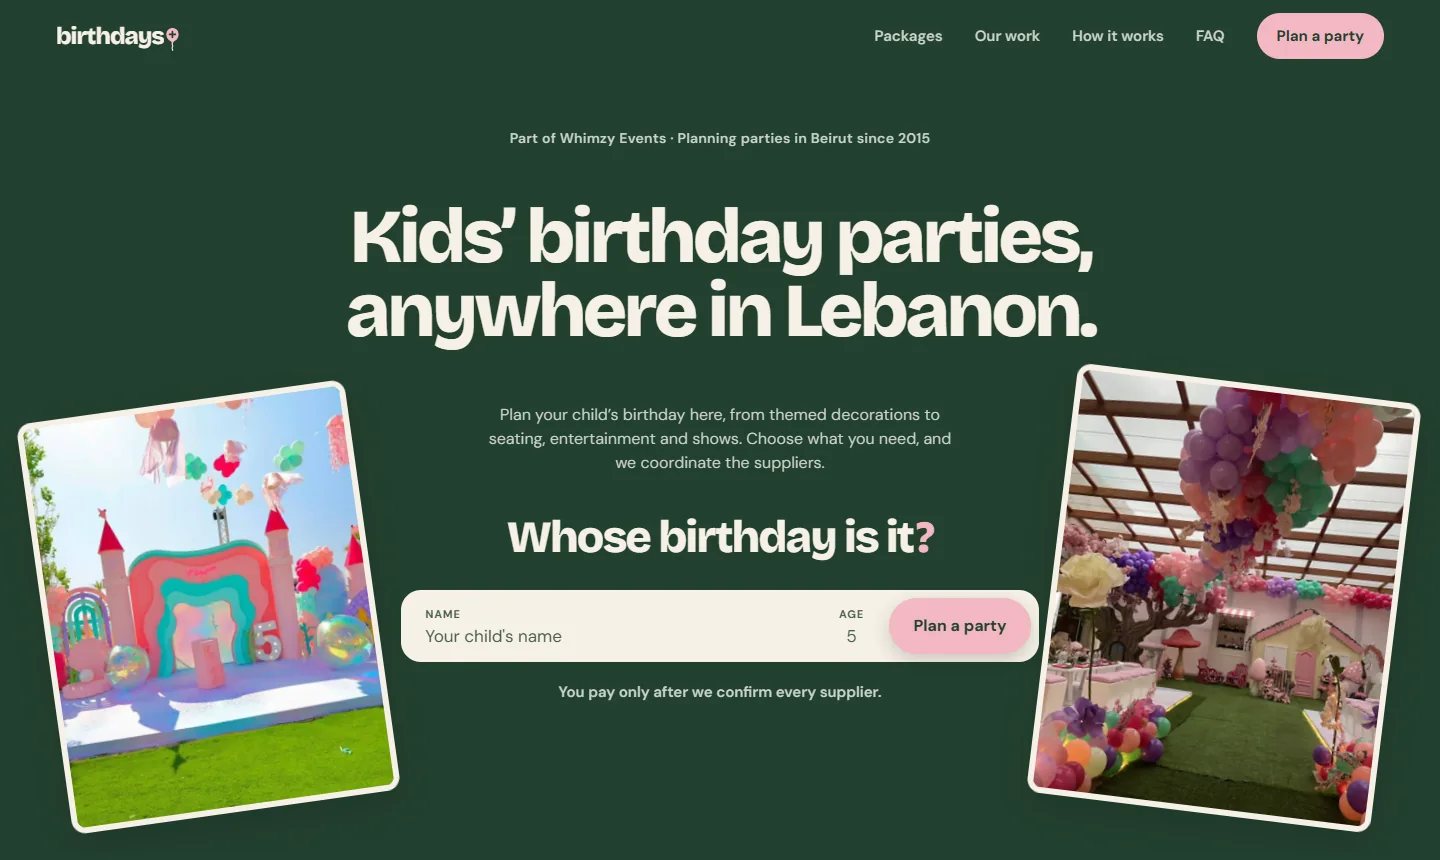 birthdays
Packages
Our work
How it works
FAQ
Plan a party
Part of Whimzy Events · Planning parties in Beirut since 2015
Kids’ birthday parties,
anywhere in Lebanon.
Plan your child’s birthday here, from themed decorations to
seating, entertainment and shows. Choose what you need, and
we coordinate the suppliers.
Whose birthday is it?
NAME
Your child's name
AGE
5
Plan a party
You pay only after we confirm every supplier.
5